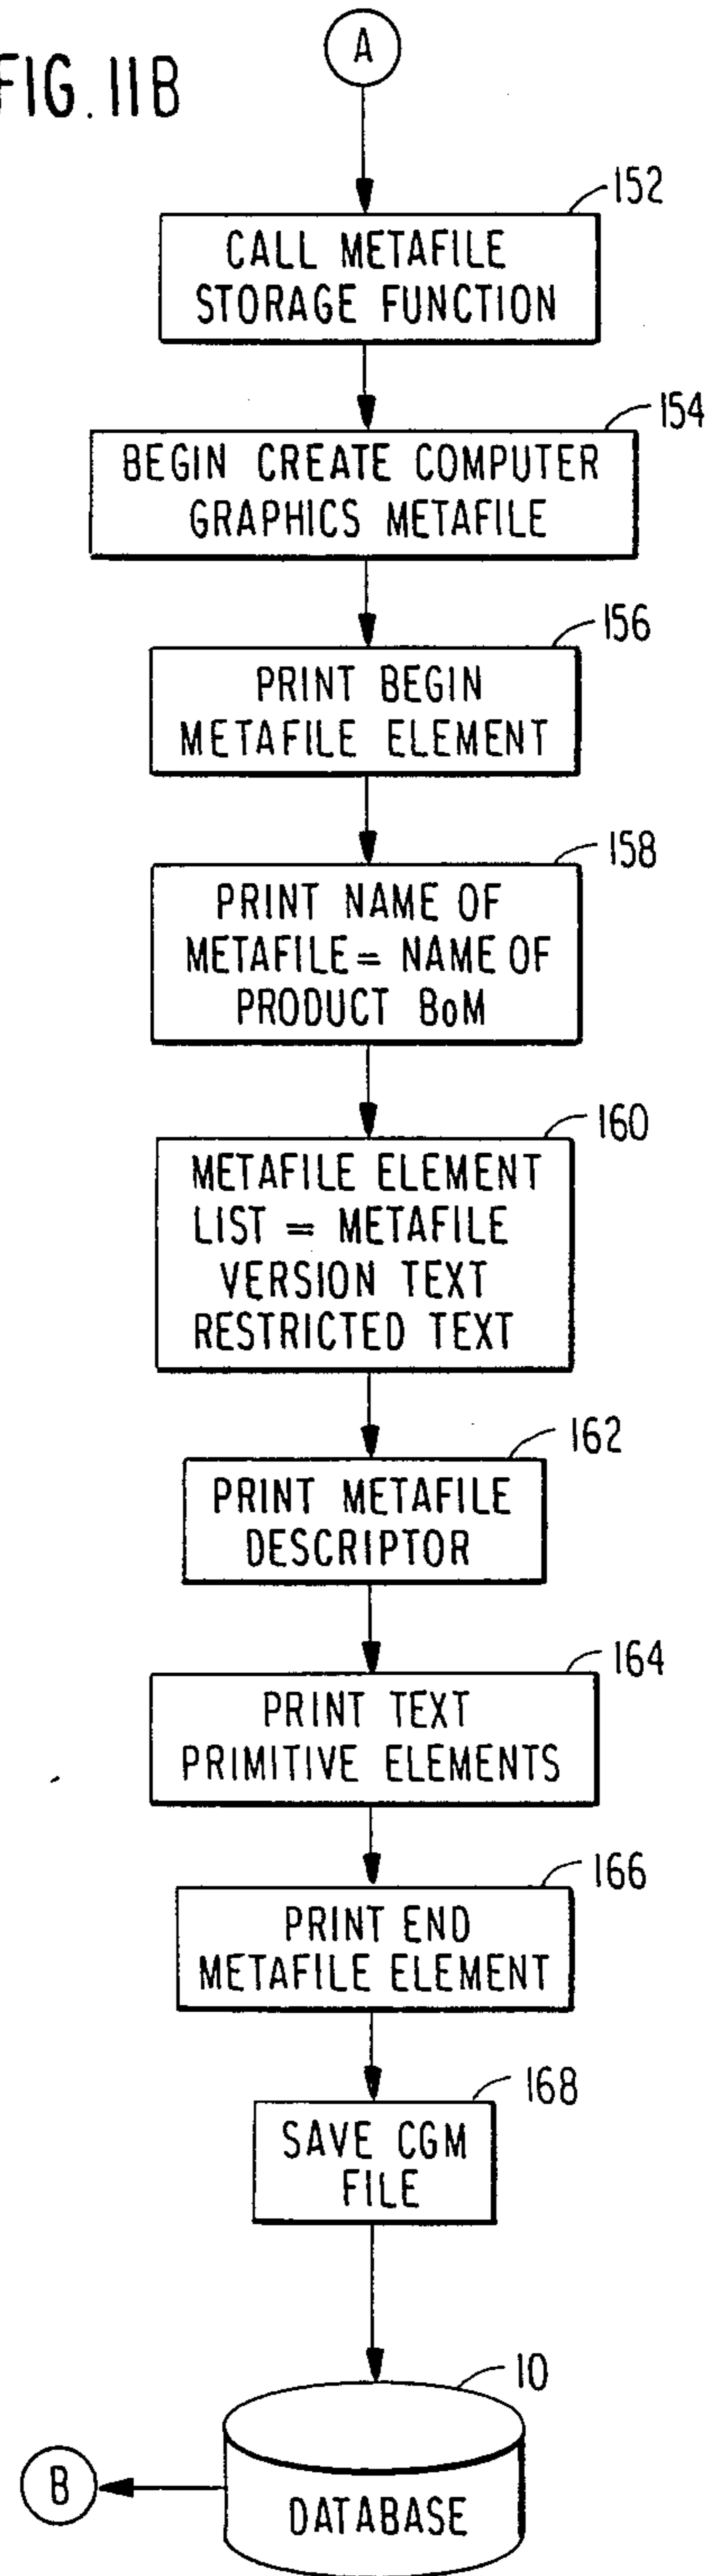 A
FIG. 11B
152
CALL METAFILE
STORAGE FUNCTION
154
BEGIN CREATE COMPUTER
GRAPHICS METAFILE
156
PRINT BEGIN
METAFILE ELEMENT
158
PRINT NAME OF
METAFILE = NAME OF
PRODUCT BoM
160
METAFILE ELEMENT
LIST = METAFILE
VERSION TEXT
RESTRICTED TEXT
162
PRINT METAFILE
DESCRIPTOR
164
PRINT TEXT
PRIMITIVE ELEMENTS
166
PRINT END
METAFILE ELEMENT
168
SAVE CGM
FILE
10
B
DATABASE